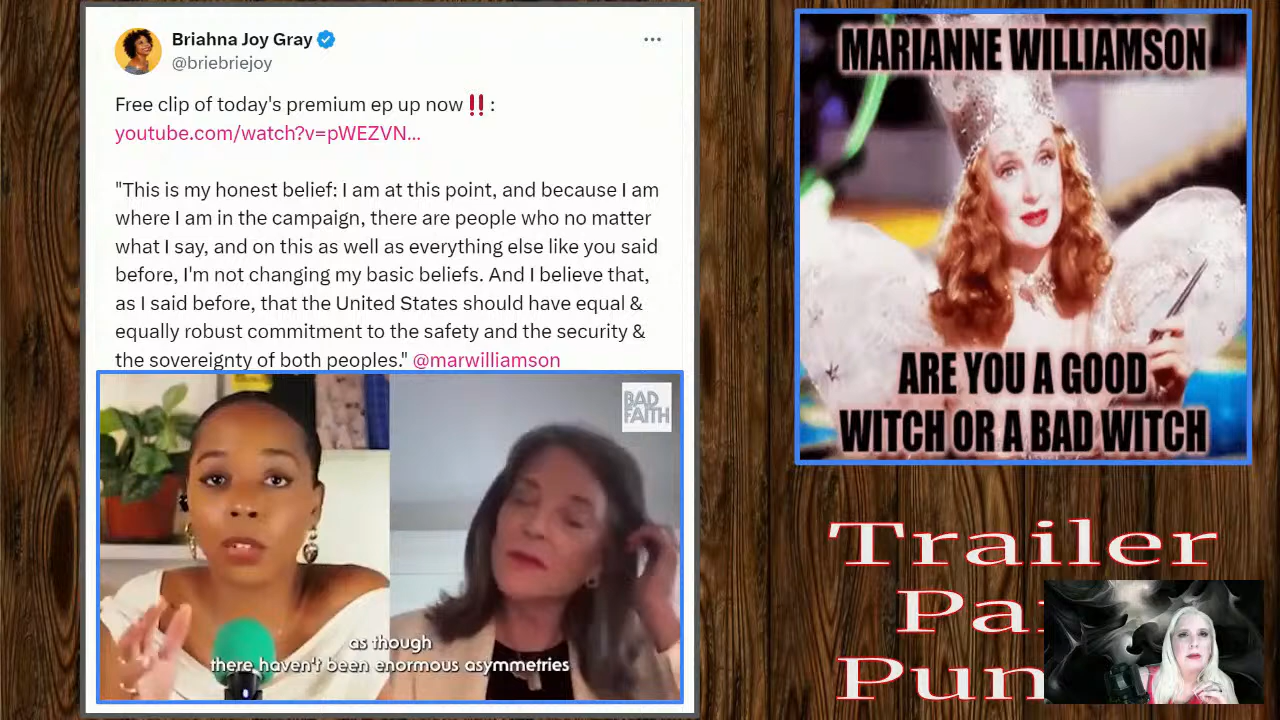 Briahna Joy Gray
@briebriejoy
Free clip of today's premium ep up now ‼️ :
youtube.com/watch?v=pWEZVN...
"This is my honest belief: I am at this point, and because I am
where I am in the campaign, there are people who no matter
what I say, and on this as well as everything else like you said
before, I'm not changing my basic beliefs. And I believe that,
as I said before, that the United States should have equal &
equally robust commitment to the safety and the security &
the sovereignty of both peoples." @marwilliamson
BAD
FAITH
as though
there haven't been enormous asymmetries
MARIANNE WILLIAMSON
ARE YOU A GOOD
WITCH OR A BAD WITCH
Trailer